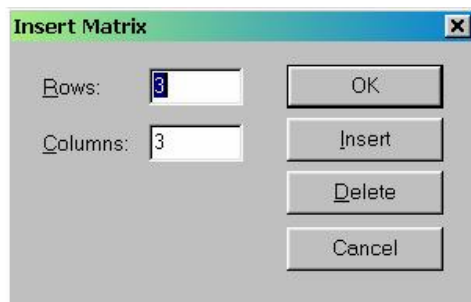 Insert Matrix
Rows: 3
OK
Columns: 3
Insert
Delete
Cancel